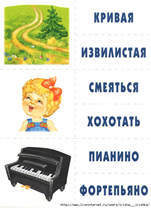 КРИВАЯ
ИЗВИЛИСТАЯ
СМЕЯТЬСЯ
ХОХОТАТЬ
ПИАНИНО
ФОРТЕПЬЯНО